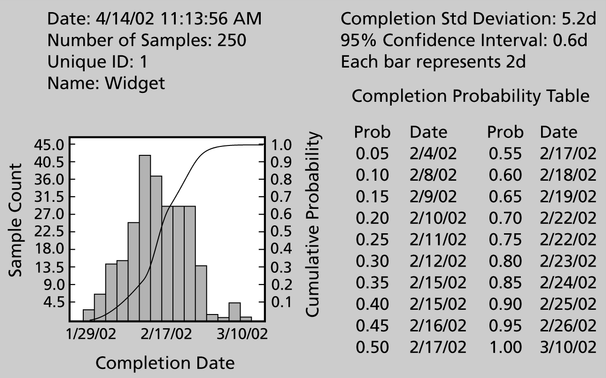 Date: 4/14/02 11:13:56 AM
Number of Samples: 250
Unique ID: 1
Name: Widget
Completion Std Deviation: 5.2d
95% Confidence Interval: 0.6d
Each bar represents 2d
Completion Probability Table
Prob Date Prob Date
0.05 2/4/02 0.55 2/17/02
0.10 2/8/02 0.60 2/18/02
0.15 2/9/02 0.65 2/19/02
0.20 2/10/02 0.70 2/22/02
0.25 2/11/02 0.75 2/22/02
0.30 2/12/02 0.80 2/23/02
0.35 2/15/02 0.85 2/24/02
0.40 2/15/02 0.90 2/25/02
0.45 2/16/02 0.95 2/26/02
0.50 2/17/02 1.00 3/10/02
Sample Count
45.0
40.5
36.0
31.5
27.0
22.5
18.0
13.0
9.0
4.5
1.0
0.9
0.8
0.7
0.6
0.5
0.4
0.3
0.2
0.1
Cumulative Probability
1/29/02 2/17/02 3/10/02
Completion Date